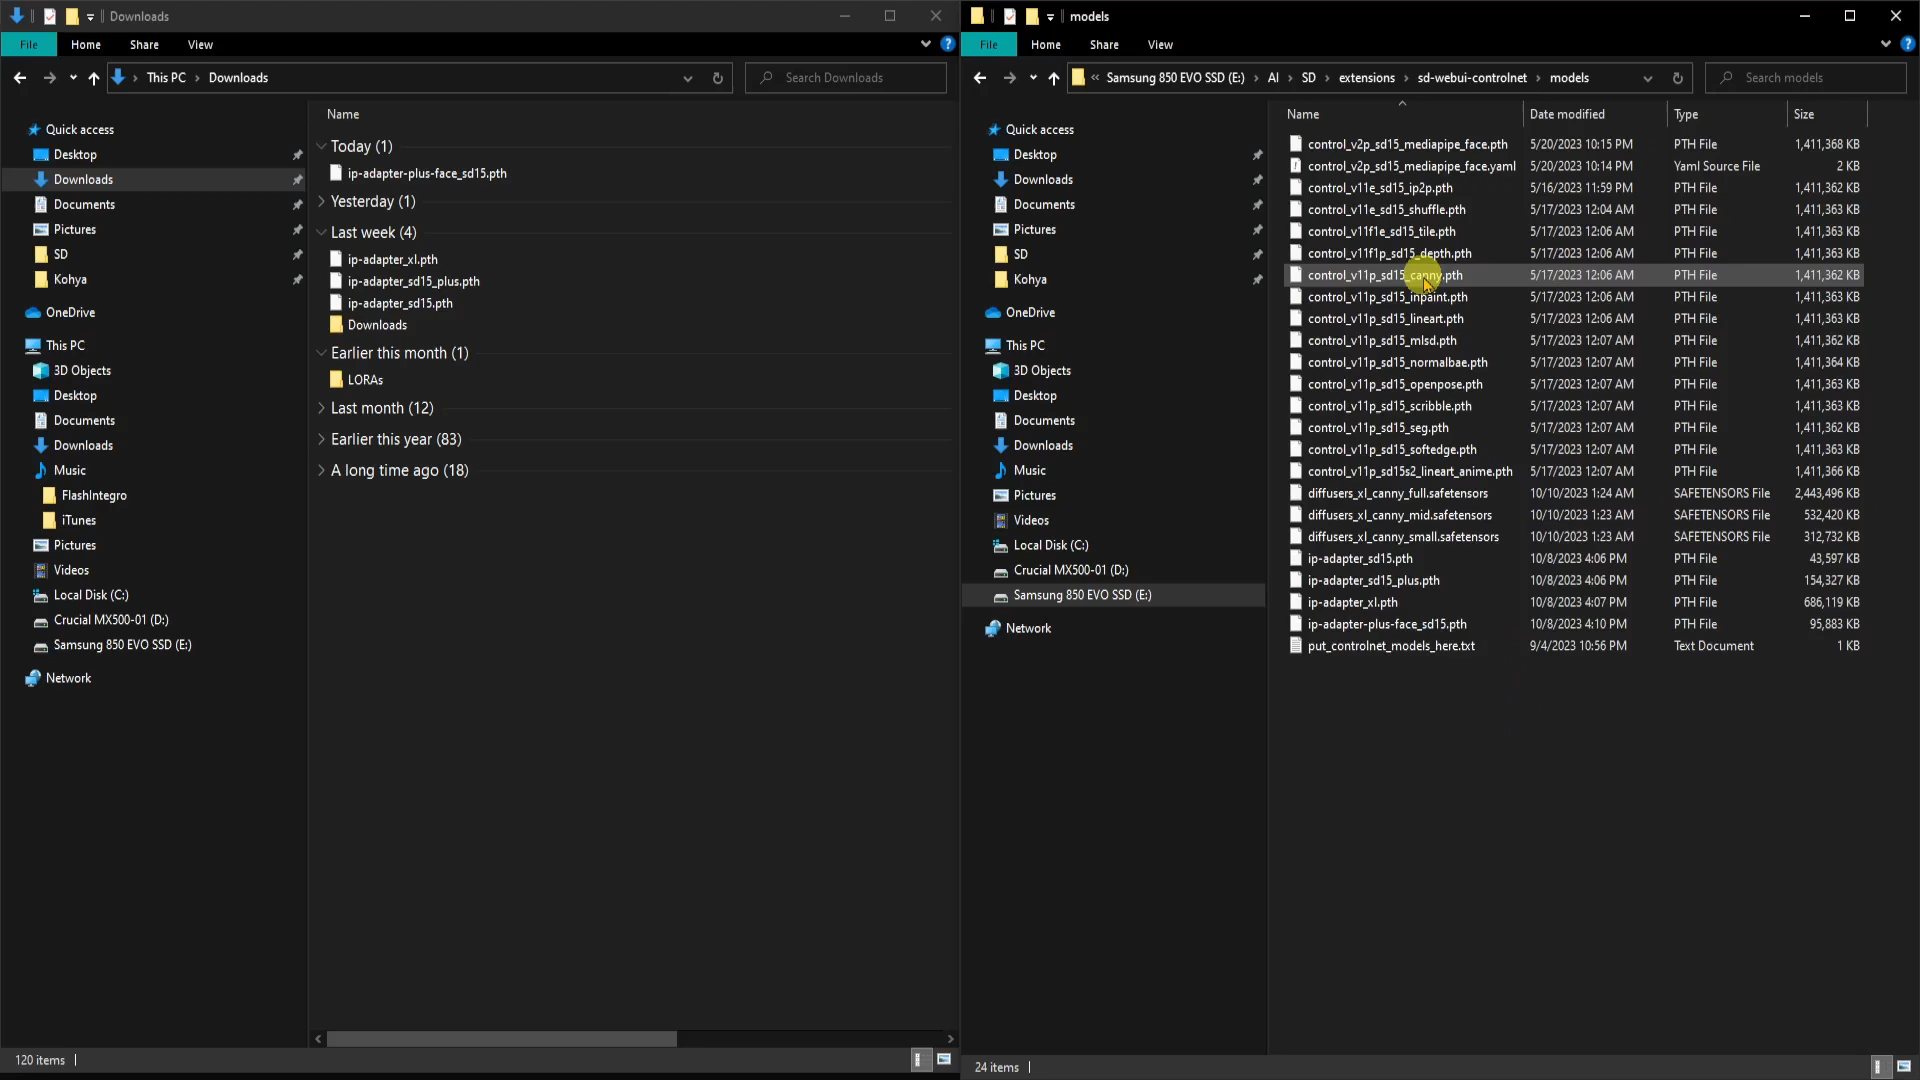 Downloads
File Home Share View
This PC Downloads
Search Downloads
Quick access
Desktop
Downloads
Documents
Pictures
SD
Kohya
OneDrive
This PC
3D Objects
Desktop
Documents
Downloads
Music
FlashIntegro
iTunes
Pictures
Videos
Local Disk (C:)
Crucial MX500-01 (D:)
Samsung 850 EVO SSD (E:)
Network
Name
Today (1)
ip-adapter-plus-face_sd15.pth
Yesterday (1)
Last week (4)
ip-adapter_xl.pth
ip-adapter_sd15_plus.pth
ip-adapter_sd15.pth
Downloads
Earlier this month (1)
LORAs
Last month (12)
Earlier this year (83)
A long time ago (18)
120 items
models
File Home Share View
« Samsung 850 EVO SSD (E:) AI SD extensions sd-webui-controlnet models
Search models
Quick access
Desktop
Downloads
Documents
Pictures
SD
Kohya
OneDrive
This PC
3D Objects
Desktop
Documents
Downloads
Music
Pictures
Videos
Local Disk (C:)
Crucial MX500-01 (D:)
Samsung 850 EVO SSD (E:)
Network
Name Date modified Type Size
control_v2p_sd15_mediapipe_face.pth 5/20/2023 10:15 PM PTH File 1,411,368 KB
control_v2p_sd15_mediapipe_face.yaml 5/20/2023 10:14 PM Yaml Source File 2 KB
control_v11e_sd15_ip2p.pth 5/16/2023 11:59 PM PTH File 1,411,362 KB
control_v11e_sd15_shuffle.pth 5/17/2023 12:04 AM PTH File 1,411,363 KB
control_v11f1e_sd15_tile.pth 5/17/2023 12:06 AM PTH File 1,411,363 KB
control_v11f1p_sd15_depth.pth 5/17/2023 12:06 AM PTH File 1,411,363 KB
control_v11p_sd15_canny.pth 5/17/2023 12:06 AM PTH File 1,411,362 KB
control_v11p_sd15_inpaint.pth 5/17/2023 12:06 AM PTH File 1,411,363 KB
control_v11p_sd15_lineart.pth 5/17/2023 12:06 AM PTH File 1,411,363 KB
control_v11p_sd15_mlsd.pth 5/17/2023 12:07 AM PTH File 1,411,362 KB
control_v11p_sd15_normalbae.pth 5/17/2023 12:07 AM PTH File 1,411,364 KB
control_v11p_sd15_openpose.pth 5/17/2023 12:07 AM PTH File 1,411,363 KB
control_v11p_sd15_scribble.pth 5/17/2023 12:07 AM PTH File 1,411,363 KB
control_v11p_sd15_seg.pth 5/17/2023 12:07 AM PTH File 1,411,362 KB
control_v11p_sd15_softedge.pth 5/17/2023 12:07 AM PTH File 1,411,363 KB
control_v11p_sd15s2_lineart_anime.pth 5/17/2023 12:07 AM PTH File 1,411,366 KB
diffusers_xl_canny_full.safetensors 10/10/2023 1:24 AM SAFETENSORS File 2,443,496 KB
diffusers_xl_canny_mid.safetensors 10/10/2023 1:23 AM SAFETENSORS File 532,420 KB
diffusers_xl_canny_small.safetensors 10/10/2023 1:23 AM SAFETENSORS File 312,732 KB
ip-adapter_sd15.pth 10/8/2023 4:06 PM PTH File 43,597 KB
ip-adapter_sd15_plus.pth 10/8/2023 4:06 PM PTH File 154,327 KB
ip-adapter_xl.pth 10/8/2023 4:07 PM PTH File 686,119 KB
ip-adapter-plus-face_sd15.pth 10/8/2023 4:10 PM PTH File 95,883 KB
put_controlnet_models_here.txt 9/4/2023 10:56 PM Text Document 1 KB
24 items